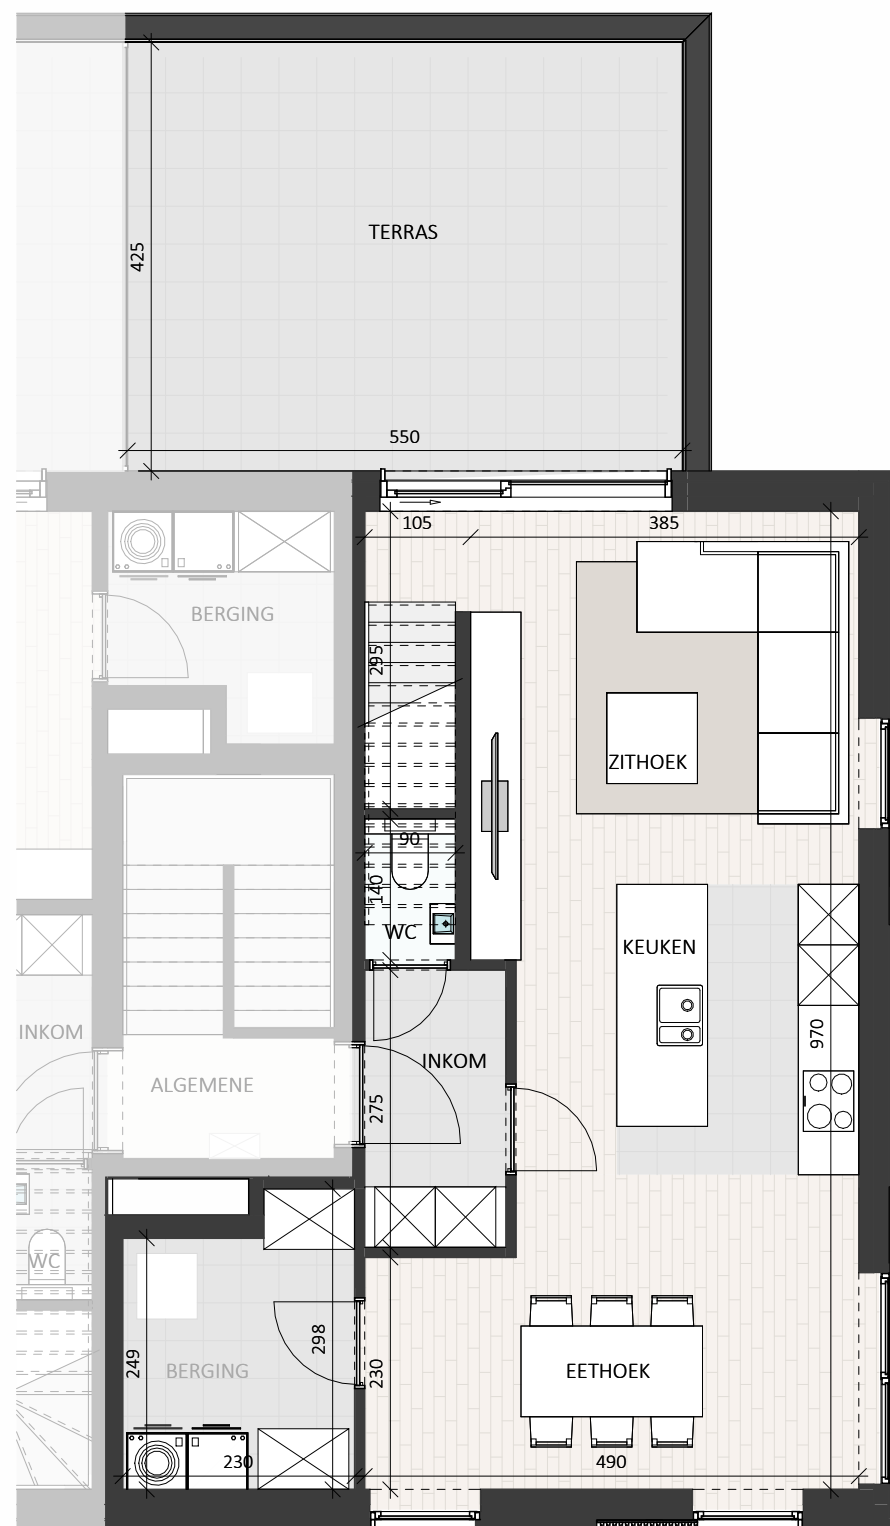 TERRAS
425
550
105
385
BERGING
295
ZITHOEK
90
140
WC
KEUKEN
INKOM
970
INKOM
ALGEMENE
275
WC
298
249
BERGING
230
EETHOEK
230
490